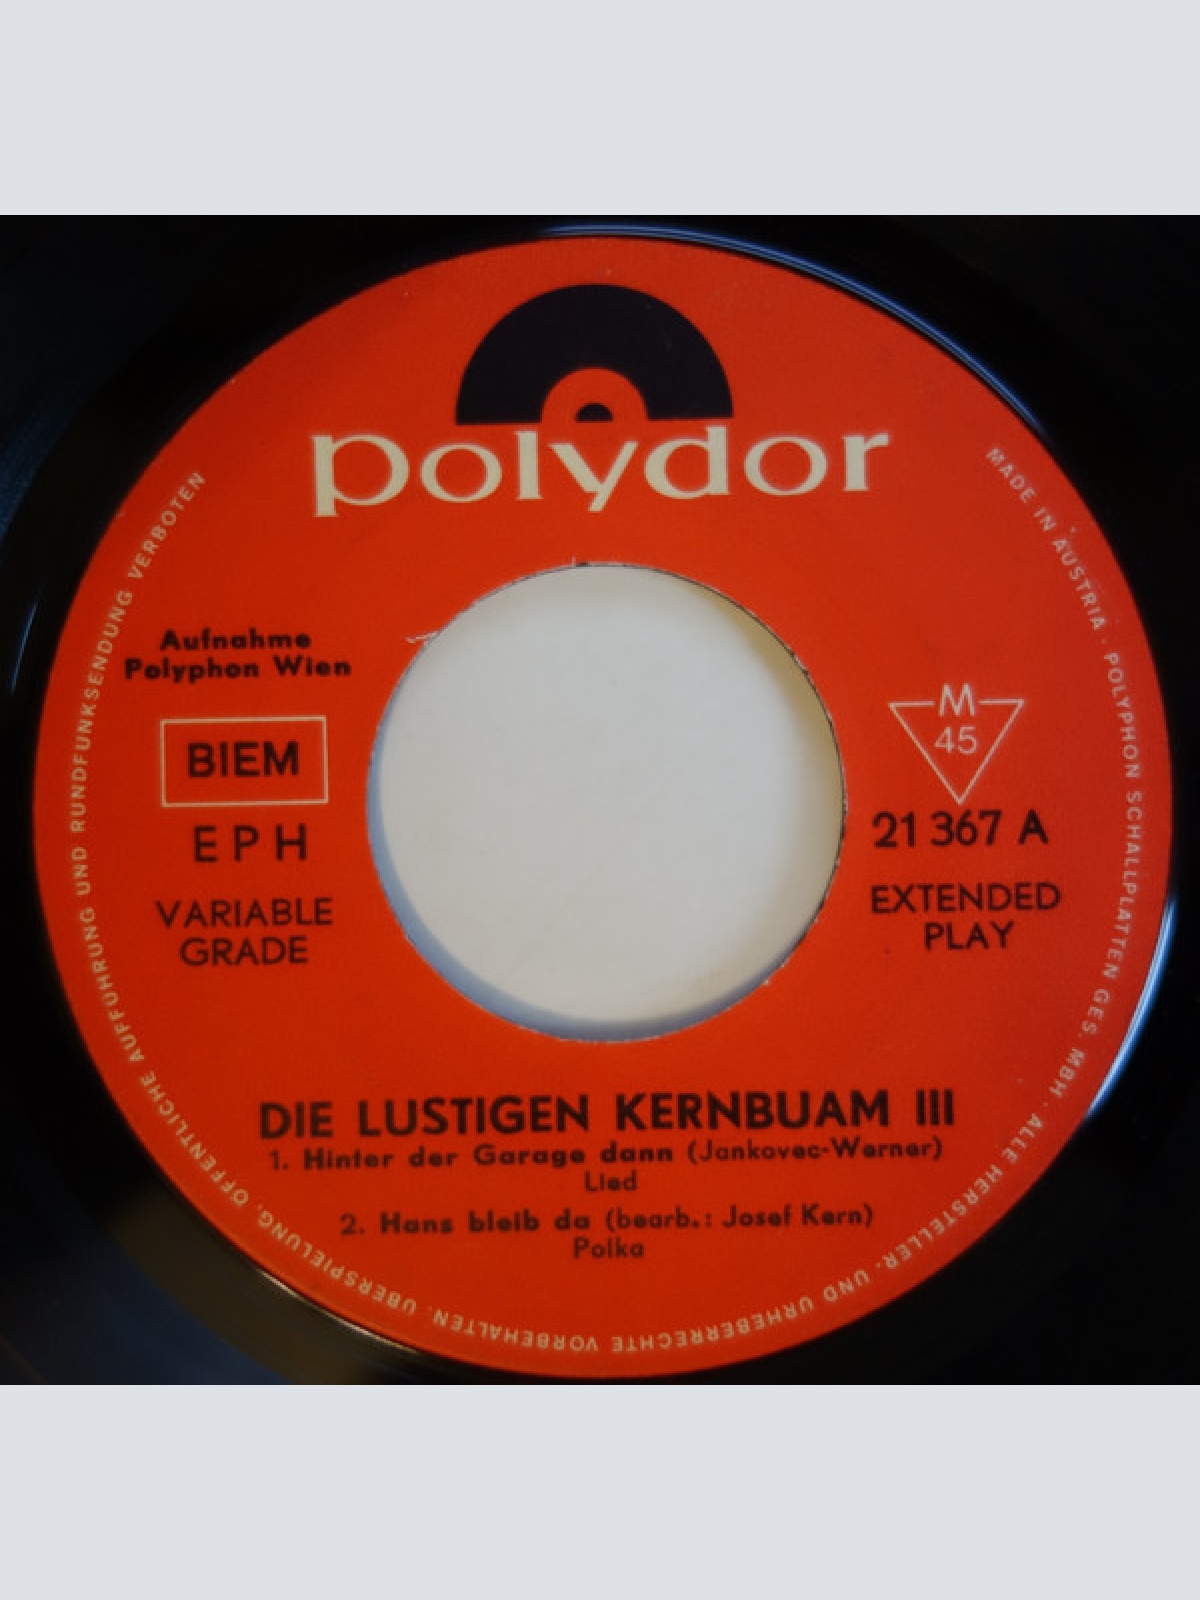 polydor
Aufnahme
Polyphon Wien
BIEM
EPH
VARIABLE
GRADE
M
45
21 367 A
EXTENDED
PLAY
DIE LUSTIGEN KERNBUAM III
1. Hinter der Garage dann (Jankovec-Werner)
Lied
2. Hans bleib da (bearb.: Josef Kern)
Polka
MADE IN AUSTRIA · POLYPHON SCHALLPLATTEN GES. MBH · ALLE HERSTELLER- UND URHEBERRECHTE VORBEHALTEN. ÜBERSPIELUNG, ÖFFENTLICHE AUFFÜHRUNG UND RUNDFUNKSENDUNG VERBOTEN